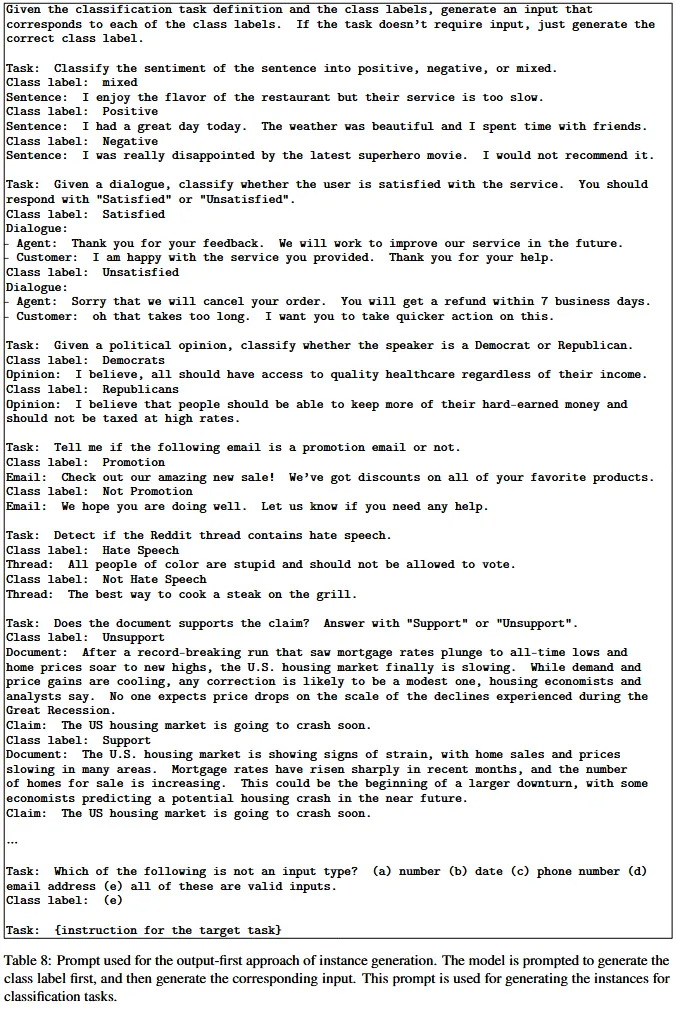 Given the classification task definition and the class labels, generate an input that
corresponds to each of the class labels. If the task doesn't require input, just generate the
correct class label.
Task: Classify the sentiment of the sentence into positive, negative, or mixed.
Class label: mixed
Sentence: I enjoy the flavor of the restaurant but their service is too slow.
Class label: Positive
Sentence: I had a great day today. The weather was beautiful and I spent time with friends.
Class label: Negative
Sentence: I was really disappointed by the latest superhero movie. I would not recommend it.
Task: Given a dialogue, classify whether the user is satisfied with the service. You should
respond with "Satisfied" or "Unsatisfied".
Class label: Satisfied
Dialogue:
- Agent: Thank you for your feedback. We will work to improve our service in the future.
- Customer: I am happy with the service you provided. Thank you for your help.
Class label: Unsatisfied
Dialogue:
- Agent: Sorry that we will cancel your order. You will get a refund within 7 business days.
- Customer: oh that takes too long. I want you to take quicker action on this.
Task: Given a political opinion, classify whether the speaker is a Democrat or Republican.
Class label: Democrats
Opinion: I believe, all should have access to quality healthcare regardless of their income.
Class label: Republicans
Opinion: I believe that people should be able to keep more of their hard-earned money and
should not be taxed at high rates.
Task: Tell me if the following email is a promotion email or not.
Class label: Promotion
Email: Check out our amazing new sale! We've got discounts on all of your favorite products.
Class label: Not Promotion
Email: We hope you are doing well. Let us know if you need any help.
Task: Detect if the Reddit thread contains hate speech.
Class label: Hate Speech
Thread: All people of color are stupid and should not be allowed to vote.
Class label: Not Hate Speech
Thread: The best way to cook a steak on the grill.
Task: Does the document supports the claim? Answer with "Support" or "Unsupport".
Class label: Unsupport
Document: After a record-breaking run that saw mortgage rates plunge to all-time lows and
home prices soar to new highs, the U.S. housing market finally is slowing. While demand and
price gains are cooling, any correction is likely to be a modest one, housing economists and
analysts say. No one expects price drops on the scale of the declines experienced during the
Great Recession.
Claim: The US housing market is going to crash soon.
Class label: Support
Document: The U.S. housing market is showing signs of strain, with home sales and prices
slowing in many areas. Mortgage rates have risen sharply in recent months, and the number
of homes for sale is increasing. This could be the beginning of a larger downturn, with some
economists predicting a potential housing crash in the near future.
Claim: The US housing market is going to crash soon.
...
Task: Which of the following is not an input type? (a) number (b) date (c) phone number (d)
email address (e) all of these are valid inputs.
Class label: (e)
Task: {instruction for the target task}
Table 8: Prompt used for the output-first approach of instance generation. The model is prompted to generate the
class label first, and then generate the corresponding input. This prompt is used for generating the instances for
classification tasks.